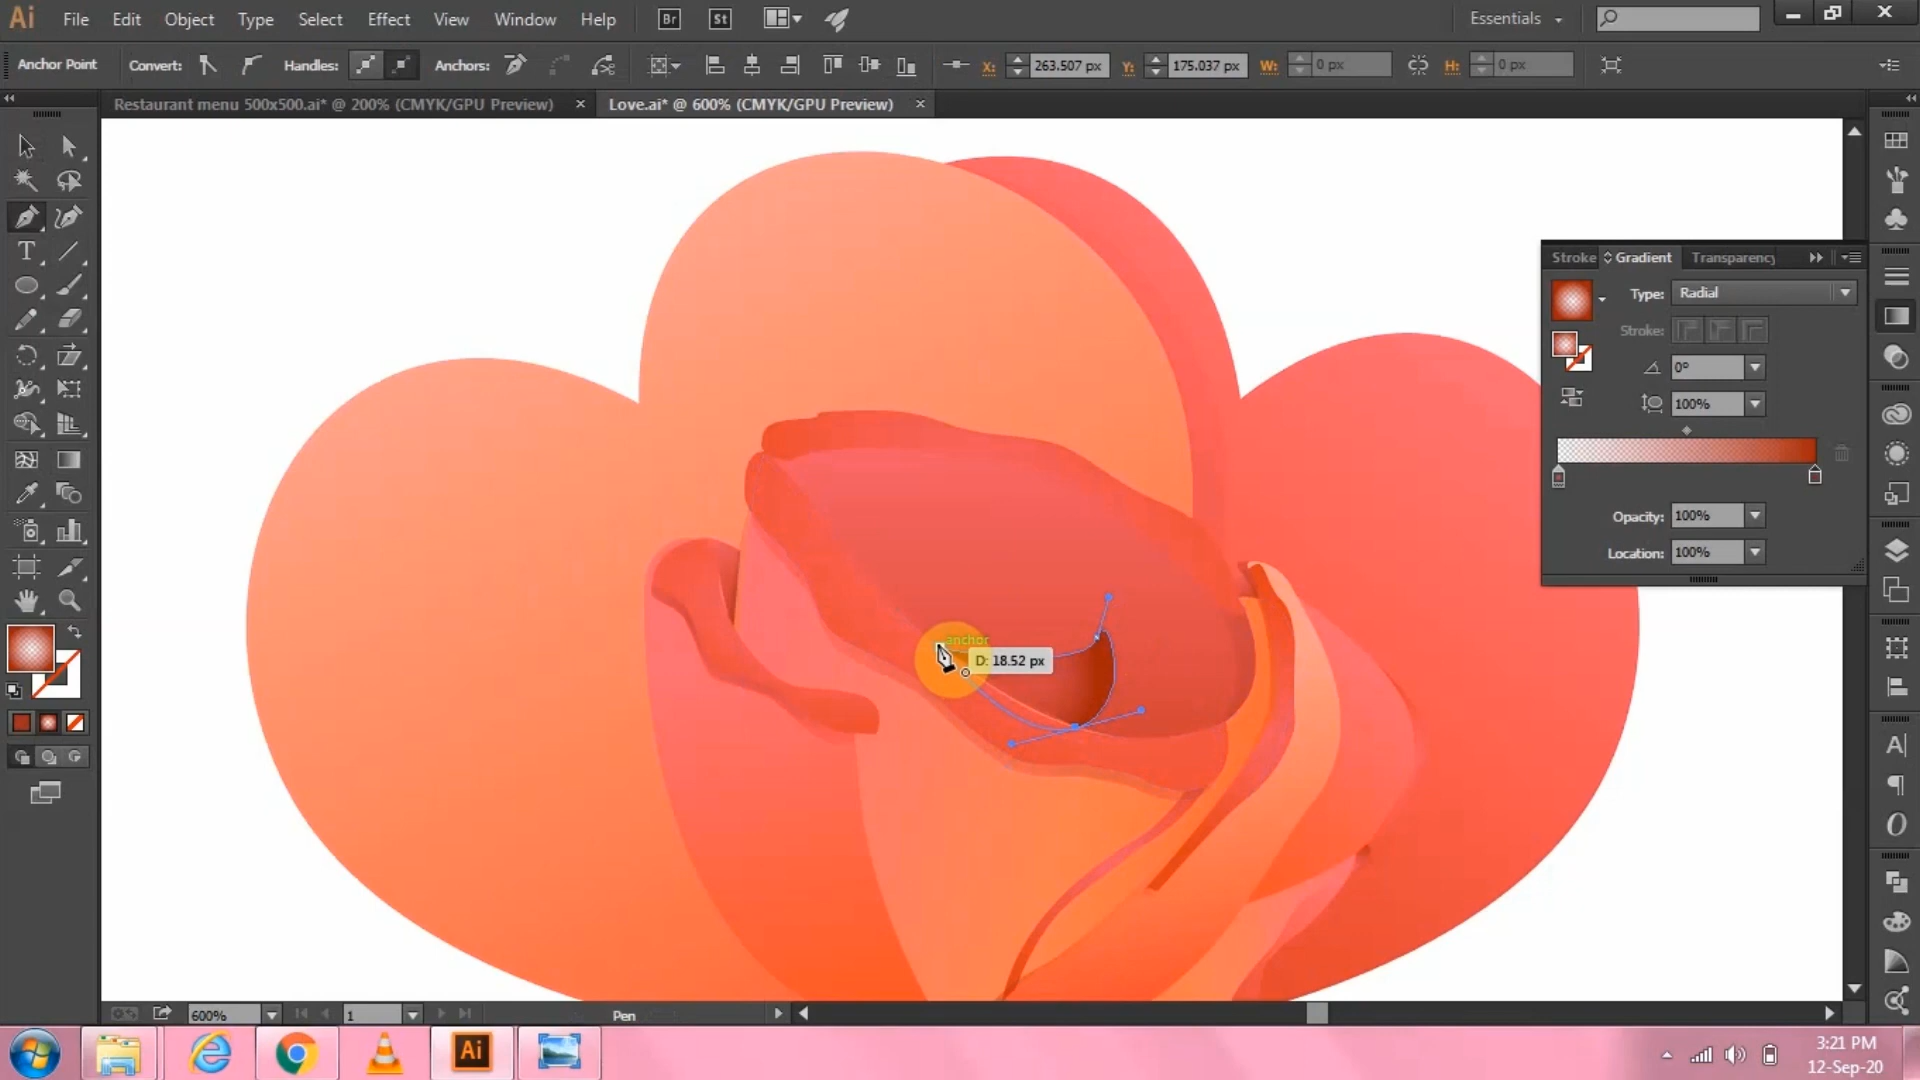 Ai File Edit Object Type Select Effect View Window Help Br St Essentials
Anchor Point Convert: Handles: Anchors: X: 263.507 px Y: 175.037 px W: 0 px H: 0 px
Restaurant menu 500x500.ai* @ 200% (CMYK/GPU Preview) × Love.ai* @ 600% (CMYK/GPU Preview) ×
Stroke Gradient Transparency
Type: Radial
Stroke:
0°
100%
Opacity: 100%
Location: 100%
anchor
D: 18.52 px
600% 1 Pen
Ai
3:21 PM
12-Sep-20